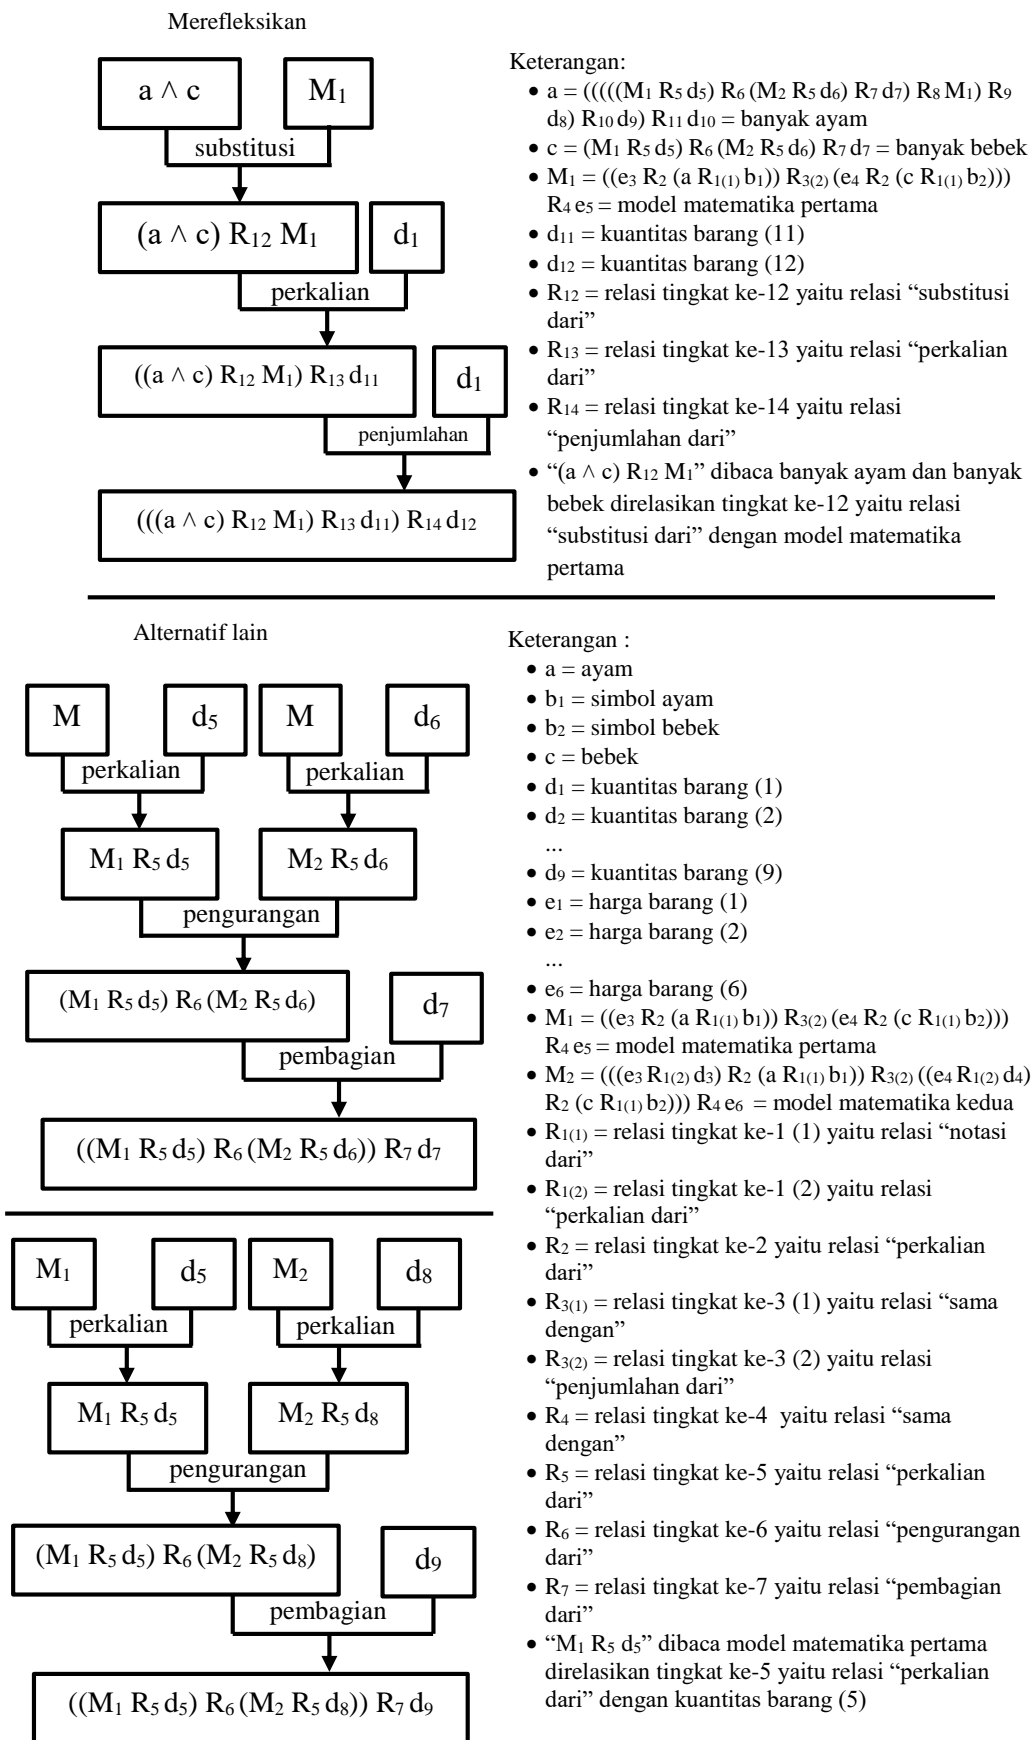 Merefleksikan
a ∧ c
M₁
substitusi
(a ∧ c) R₁₂ M₁
d₁
perkalian
((a ∧ c) R₁₂ M₁) R₁₃ d₁₁
d₁
penjumlahan
(((a ∧ c) R₁₂ M₁) R₁₃ d₁₁) R₁₄ d₁₂
Keterangan:
• a = (((((M₁ R₅ d₅) R₆ (M₂ R₅ d₆) R₇ d₇) R₈ M₁) R₉
d₈) R₁₀ d₉) R₁₁ d₁₀ = banyak ayam
• c = (M₁ R₅ d₅) R₆ (M₂ R₅ d₆) R₇ d₇ = banyak bebek
• M₁ = ((e₃ R₂ (a R₁₍₁₎ b₁)) R₃₍₂₎ (e₄ R₂ (c R₁₍₁₎ b₂)))
R₄ e₅ = model matematika pertama
• d₁₁ = kuantitas barang (11)
• d₁₂ = kuantitas barang (12)
• R₁₂ = relasi tingkat ke-12 yaitu relasi “substitusi
dari”
• R₁₃ = relasi tingkat ke-13 yaitu relasi “perkalian
dari”
• R₁₄ = relasi tingkat ke-14 yaitu relasi
“penjumlahan dari”
• “(a ∧ c) R₁₂ M₁” dibaca banyak ayam dan banyak
bebek direlasikan tingkat ke-12 yaitu relasi
“substitusi dari” dengan model matematika
pertama
Alternatif lain
M
d₅
M
d₆
perkalian
perkalian
M₁ R₅ d₅
M₂ R₅ d₆
pengurangan
(M₁ R₅ d₅) R₆ (M₂ R₅ d₆)
d₇
pembagian
((M₁ R₅ d₅) R₆ (M₂ R₅ d₆)) R₇ d₇
M₁
d₅
M₂
d₈
perkalian
perkalian
M₁ R₅ d₅
M₂ R₅ d₈
pengurangan
(M₁ R₅ d₅) R₆ (M₂ R₅ d₈)
d₉
pembagian
((M₁ R₅ d₅) R₆ (M₂ R₅ d₈)) R₇ d₉
Keterangan :
• a = ayam
• b₁ = simbol ayam
• b₂ = simbol bebek
• c = bebek
• d₁ = kuantitas barang (1)
• d₂ = kuantitas barang (2)
...
• d₉ = kuantitas barang (9)
• e₁ = harga barang (1)
• e₂ = harga barang (2)
...
• e₆ = harga barang (6)
• M₁ = ((e₃ R₂ (a R₁₍₁₎ b₁)) R₃₍₂₎ (e₄ R₂ (c R₁₍₁₎ b₂)))
R₄ e₅ = model matematika pertama
• M₂ = (((e₃ R₁₍₂₎ d₃) R₂ (a R₁₍₁₎ b₁)) R₃₍₂₎ ((e₄ R₁₍₂₎ d₄)
R₂ (c R₁₍₁₎ b₂))) R₄ e₆ = model matematika kedua
• R₁₍₁₎ = relasi tingkat ke-1 (1) yaitu relasi “notasi
dari”
• R₁₍₂₎ = relasi tingkat ke-1 (2) yaitu relasi
“perkalian dari”
• R₂ = relasi tingkat ke-2 yaitu relasi “perkalian
dari”
• R₃₍₁₎ = relasi tingkat ke-3 (1) yaitu relasi “sama
dengan”
• R₃₍₂₎ = relasi tingkat ke-3 (2) yaitu relasi
“penjumlahan dari”
• R₄ = relasi tingkat ke-4 yaitu relasi “sama
dengan”
• R₅ = relasi tingkat ke-5 yaitu relasi “perkalian
dari”
• R₆ = relasi tingkat ke-6 yaitu relasi “pengurangan
dari”
• R₇ = relasi tingkat ke-7 yaitu relasi “pembagian
dari”
• “M₁ R₅ d₅” dibaca model matematika pertama
direlasikan tingkat ke-5 yaitu relasi “perkalian
dari” dengan kuantitas barang (5)